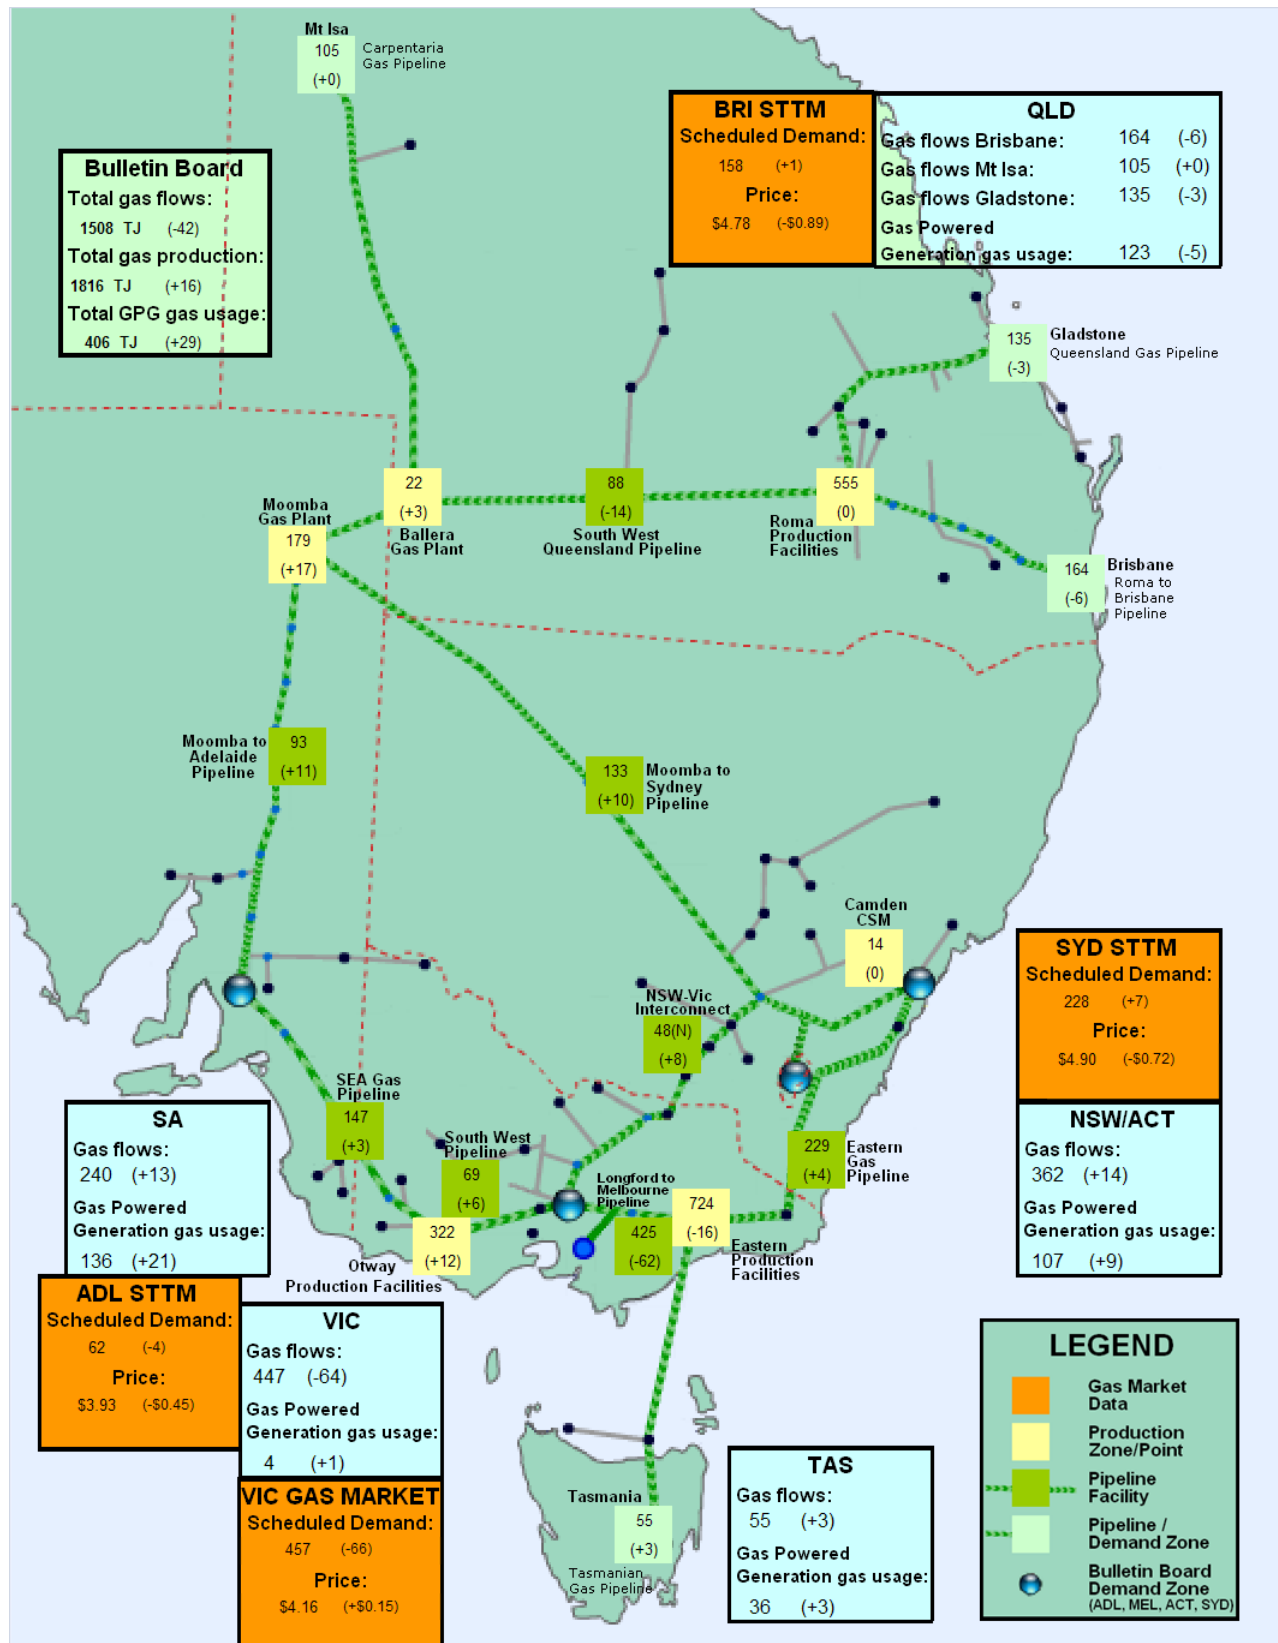 Mt Isa
105
(+0)
Carpentaria
Gas Pipeline
Bulletin Board
Total gas flows:
1508 TJ (-42)
Total gas production:
1816 TJ (+16)
Total GPG gas usage:
406 TJ (+29)
BRI STTM
Scheduled Demand:
158 (+1)
Price:
$4.78 (-$0.89)
QLD
Gas flows Brisbane: 164 (-6)
Gas flows Mt Isa: 105 (+0)
Gas flows Gladstone: 135 (-3)
Gas Powered
Generation gas usage: 123 (-5)
135
(-3)
Gladstone
Queensland Gas Pipeline
Moomba
Gas Plant
179
(+17)
22
(+3)
Ballera
Gas Plant
88
(-14)
South West
Queensland Pipeline
555
(0)
Roma
Production
Facilities
164
(-6)
Brisbane
Roma to
Brisbane
Pipeline
Moomba to
Adelaide
Pipeline
93
(+11)
133
(+10)
Moomba to
Sydney
Pipeline
Camden
CSM
14
(0)
NSW-Vic
Interconnect
48(N)
(+8)
SYD STTM
Scheduled Demand:
228 (+7)
Price:
$4.90 (-$0.72)
NSW/ACT
Gas flows:
362 (+14)
Gas Powered
Generation gas usage:
107 (+9)
SEA Gas
Pipeline
147
(+3)
South West
Pipeline
69
(+6)
Longford to
Melbourne
Pipeline
425
(-62)
724
(-16)
Eastern
Production
Facilities
229
(+4)
Eastern
Gas
Pipeline
322
(+12)
Otway
Production Facilities
SA
Gas flows:
240 (+13)
Gas Powered
Generation gas usage:
136 (+21)
ADL STTM
Scheduled Demand:
62 (-4)
Price:
$3.93 (-$0.45)
VIC
Gas flows:
447 (-64)
Gas Powered
Generation gas usage:
4 (+1)
VIC GAS MARKET
Scheduled Demand:
457 (-66)
Price:
$4.16 (+$0.15)
Tasmania
55
(+3)
Tasmanian
Gas Pipeline
TAS
Gas flows:
55 (+3)
Gas Powered
Generation gas usage:
36 (+3)
LEGEND
Gas Market
Data
Production
Zone/Point
Pipeline
Facility
Pipeline /
Demand Zone
Bulletin Board
Demand Zone
(ADL, MEL, ACT, SYD)